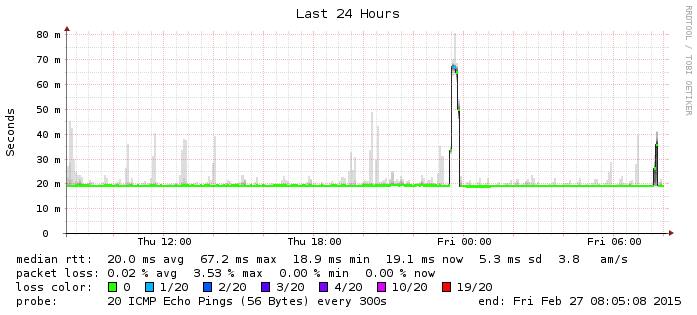 Last 24 Hours
RRDTOOL / TOBI OETIKER
Seconds
80 m
70 m
60 m
50 m
40 m
30 m
20 m
10 m
0
Thu 12:00 Thu 18:00 Fri 00:00 Fri 06:00
median rtt: 20.0 ms avg 67.2 ms max 18.9 ms min 19.1 ms now 5.3 ms sd 3.8 am/s
packet loss: 0.02 % avg 3.53 % max 0.00 % min 0.00 % now
loss color: 0 1/20 2/20 3/20 4/20 10/20 19/20
probe: 20 ICMP Echo Pings (56 Bytes) every 300s end: Fri Feb 27 08:05:08 2015